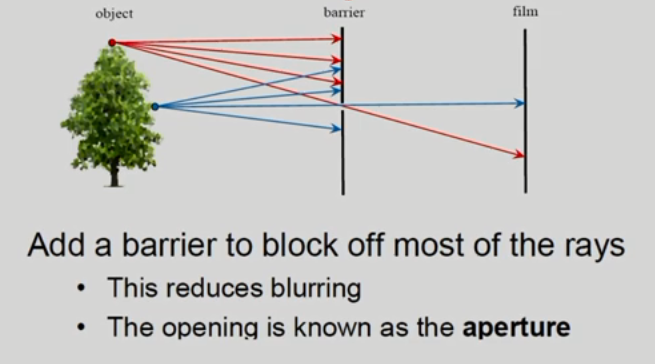 object barrier film
Add a barrier to block off most of the rays
• This reduces blurring
• The opening is known as the aperture